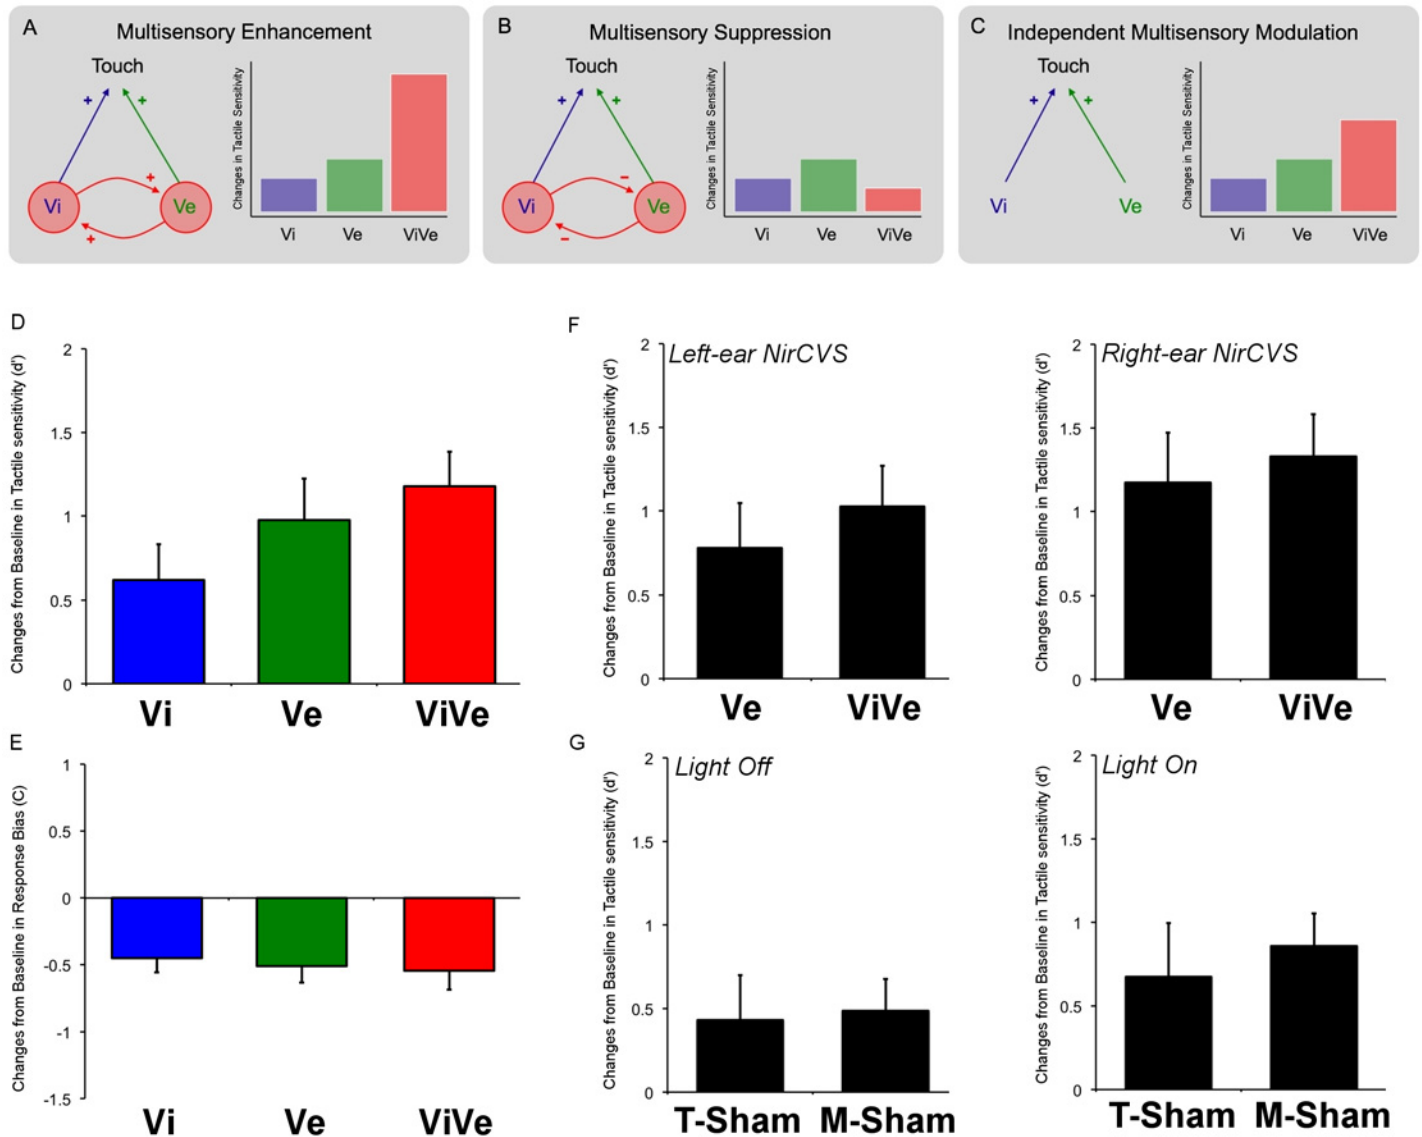 A
Multisensory Enhancement
Touch
+
+
Vi
Ve
+
+
Changes in Tactile Sensitivity
Vi
Ve
ViVe
B
Multisensory Suppression
Touch
+
+
Vi
Ve
–
–
Changes in Tactile Sensitivity
Vi
Ve
ViVe
C
Independent Multisensory Modulation
Touch
+
+
Vi
Ve
Changes in Tactile Sensitivity
Vi
Ve
ViVe
D
Changes from Baseline in Tactile sensitivity (d')
2
1.5
1
0.5
0
Vi
Ve
ViVe
E
Changes from Baseline in Response Bias (C)
1
0.5
0
-0.5
-1
-1.5
Vi
Ve
ViVe
F
Left-ear NirCVS
Changes from Baseline in Tactile sensitivity (d')
2
1.5
1
0.5
0
Ve
ViVe
Right-ear NirCVS
Changes from Baseline in Tactile sensitivity (d')
2
1.5
1
0.5
0
Ve
ViVe
G
Light Off
Changes from Baseline in Tactile sensitivity (d')
2
1.5
1
0.5
0
T-Sham
M-Sham
Light On
Changes from Baseline in Tactile sensitivity (d')
2
1.5
1
0.5
0
T-Sham
M-Sham